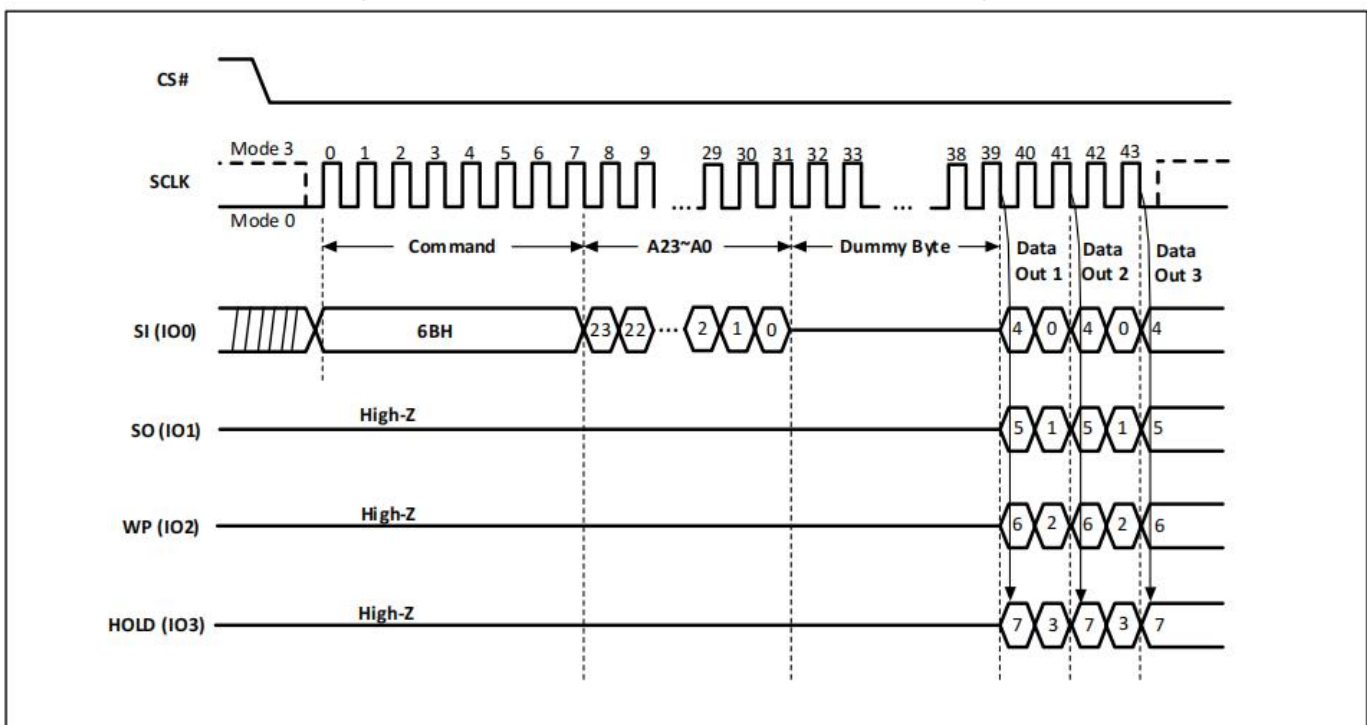 CS#
Mode 3
0 1 2 3 4 5 6 7 8 9 29 30 31 32 33 38 39 40 41 42 43
SCLK
... ...
Mode 0
Command A23~A0 Dummy Byte Data Data Data
Out 1 Out 2 Out 3
SI (IO0) 6BH 23 22 ... 2 1 0 4 0 4 0 4
High-Z
SO (IO1) 5 1 5 1 5
High-Z
WP (IO2) 6 2 6 2 6
High-Z
HOLD (IO3) 7 3 7 3 7